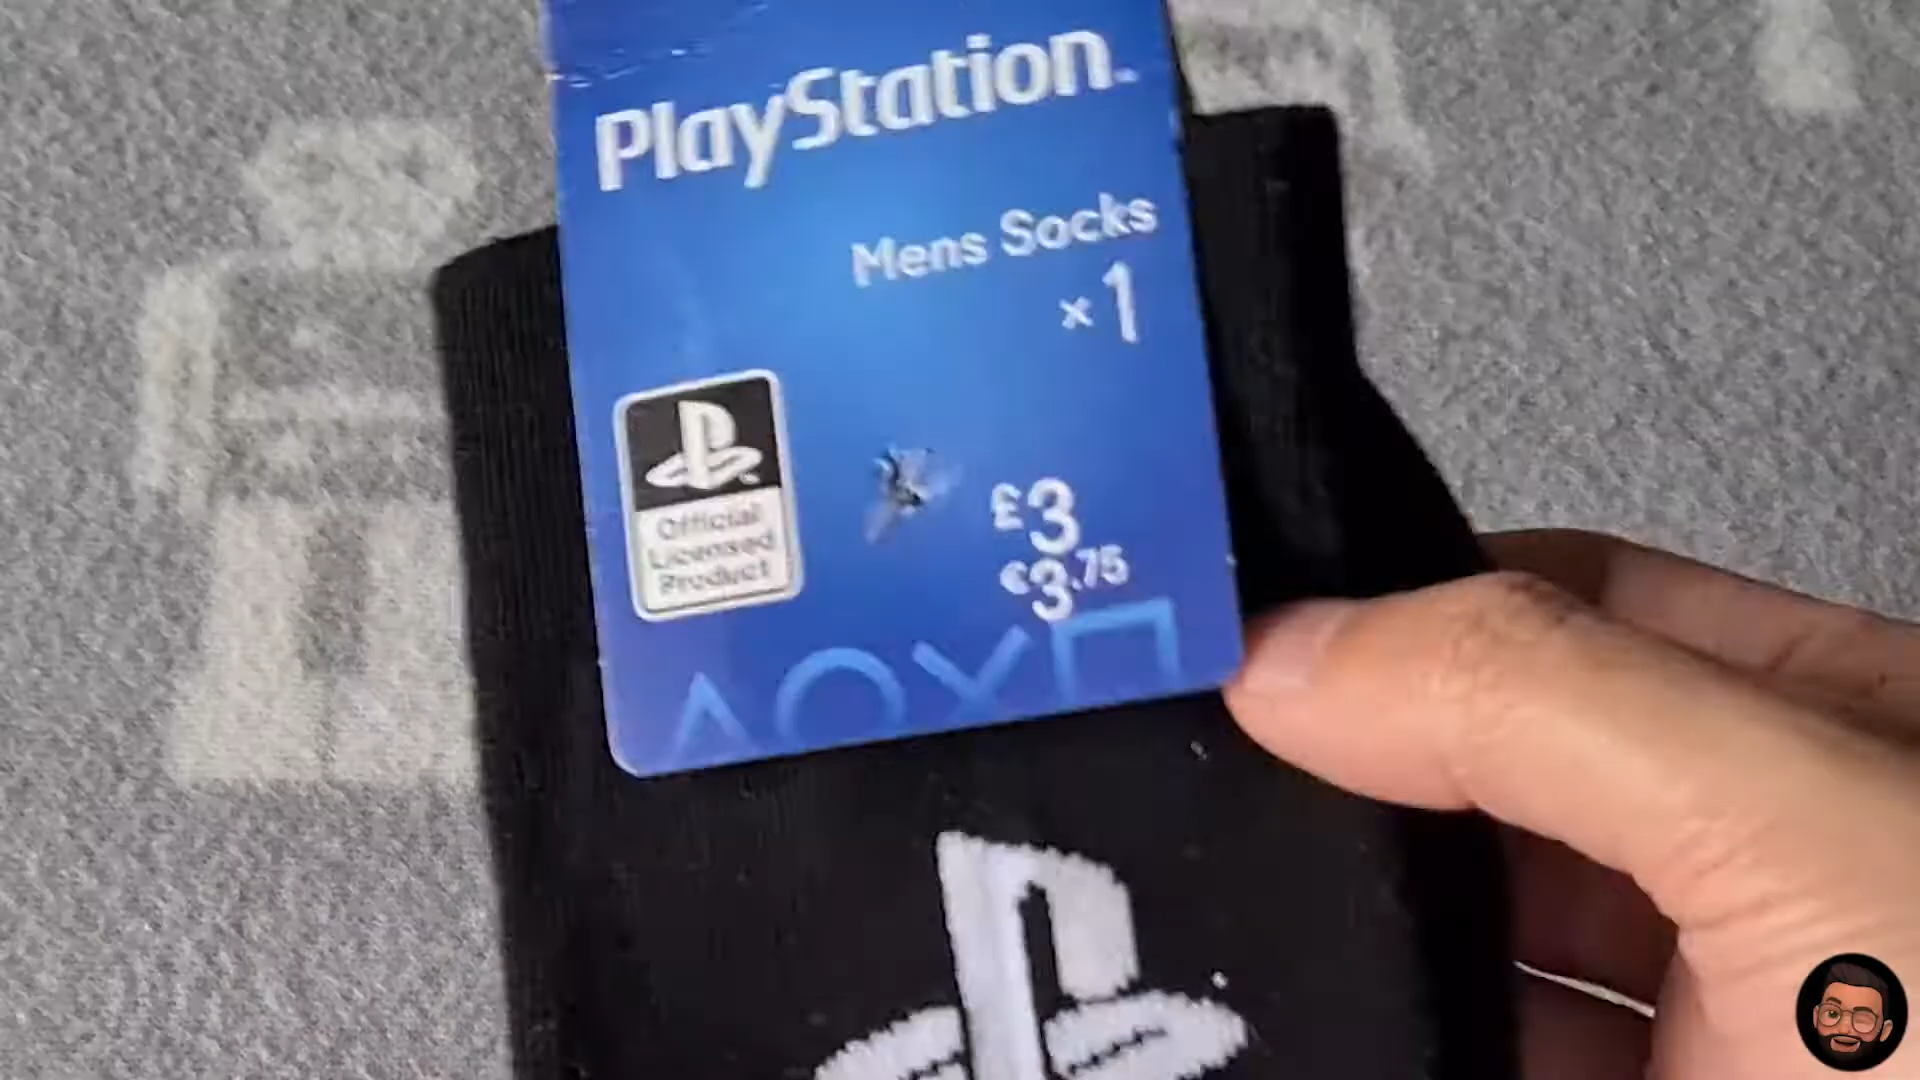 PlayStation
Mens Socks
x1
Official
Licensed
Product
£3
€3.75